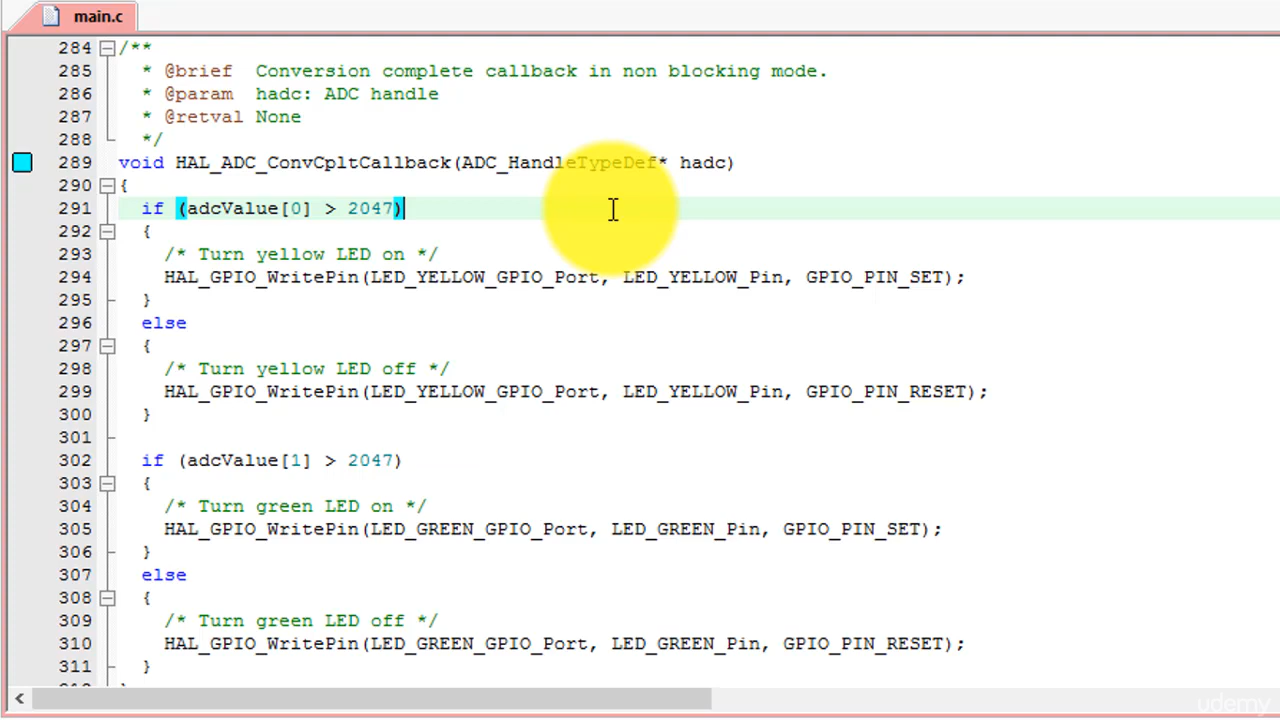 main.c
284 /**
285 * @brief Conversion complete callback in non blocking mode.
286 * @param hadc: ADC handle
287 * @retval None
288 */
289 void HAL_ADC_ConvCpltCallback(ADC_HandleTypeDef* hadc)
290 {
291 if (adcValue[0] > 2047)
292 {
293 /* Turn yellow LED on */
294 HAL_GPIO_WritePin(LED_YELLOW_GPIO_Port, LED_YELLOW_Pin, GPIO_PIN_SET);
295 }
296 else
297 {
298 /* Turn yellow LED off */
299 HAL_GPIO_WritePin(LED_YELLOW_GPIO_Port, LED_YELLOW_Pin, GPIO_PIN_RESET);
300 }
301
302 if (adcValue[1] > 2047)
303 {
304 /* Turn green LED on */
305 HAL_GPIO_WritePin(LED_GREEN_GPIO_Port, LED_GREEN_Pin, GPIO_PIN_SET);
306 }
307 else
308 {
309 /* Turn green LED off */
310 HAL_GPIO_WritePin(LED_GREEN_GPIO_Port, LED_GREEN_Pin, GPIO_PIN_RESET);
311 }
udemy